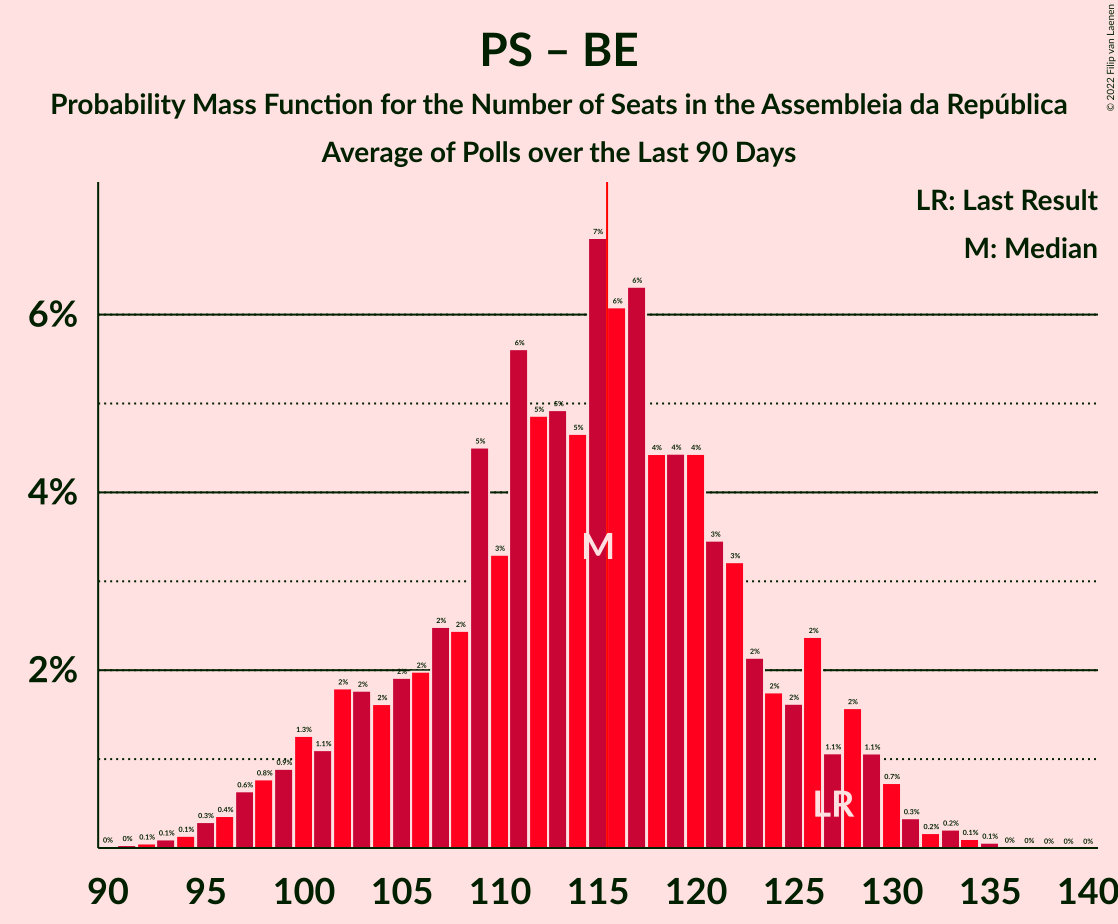 PS – BE
Probability Mass Function for the Number of Seats in the Assembleia da República
Average of Polls over the Last 90 Days
© 2022 Filip van Laenen
LR: Last Result
M: Median
6%
4%
2%
0% 0% 0.1% 0.1% 0.1% 0.3% 0.4% 0.6% 0.8% 0.9% 1.3% 1.1% 2% 2% 2% 2% 2% 2% 2% 5% 3% 6% 5% 5% 5% 7% 6% 6% 4% 4% 4% 3% 3% 2% 2% 2% 2% 1.1% 2% 1.1% 0.7% 0.3% 0.2% 0.2% 0.1% 0.1% 0% 0% 0% 0% 0%
M
LR
90 95 100 105 110 115 120 125 130 135 140